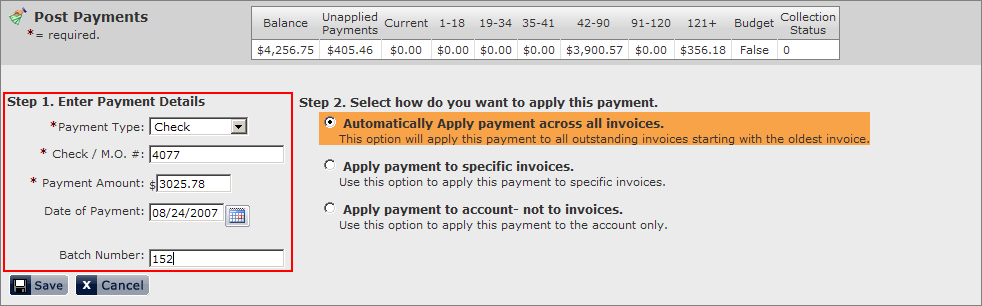 Post Payments
*= required.
Balance Unapplied Payments Current 1-18 19-34 35-41 42-90 91-120 121+ Budget Collection Status
$4,256.75 $405.46 $0.00 $0.00 $0.00 $0.00 $3,900.57 $0.00 $356.18 False 0
Step 1. Enter Payment Details
*Payment Type: Check
* Check / M.O. #: 4077
* Payment Amount: $3025.78
Date of Payment: 08/24/2007
Batch Number: 152
Step 2. Select how do you want to apply this payment.
Automatically Apply payment across all invoices.
This option will apply this payment to all outstanding invoices starting with the oldest invoice.
Apply payment to specific invoices.
Use this option to apply this payment to specific invoices.
Apply payment to account- not to invoices.
Use this option to apply this payment to the account only.
Save X Cancel